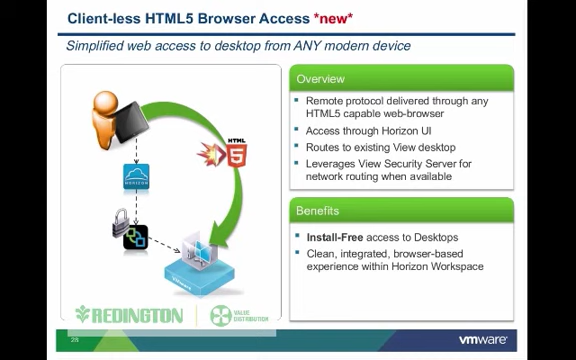 Client-less HTML5 Browser Access *new*
Simplified web access to desktop from ANY modern device
HTML
5
HORIZON
REDINGTON
VALUE
DISTRIBUTION
Overview
Remote protocol delivered through any
HTML5 capable web-browser
Access through Horizon UI
Routes to existing View desktop
Leverages View Security Server for
network routing when available
Benefits
Install-Free access to Desktops
Clean, integrated, browser-based
experience within Horizon Workspace
28
vmware